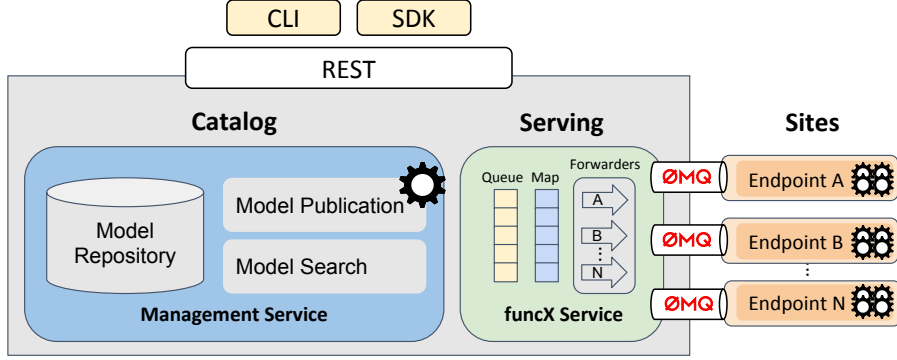 CLI
SDK
REST
Catalog
Serving
Sites
Model
Repository
Model Publication
Model Search
Management Service
Queue
Map
Forwarders
A
B
⋮
N
funcX Service
ØMQ
Endpoint A
ØMQ
Endpoint B
⋮
ØMQ
Endpoint N